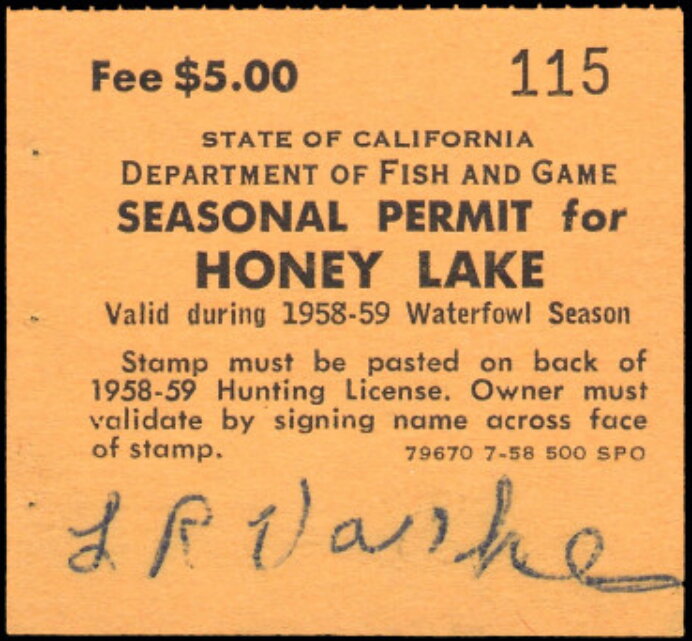 Fee $5.00 115
STATE OF CALIFORNIA
DEPARTMENT OF FISH AND GAME
SEASONAL PERMIT for
HONEY LAKE
Valid during 1958-59 Waterfowl Season
Stamp must be pasted on back of
1958-59 Hunting License. Owner must
validate by signing name across face
of stamp. 79670 7-58 500 SPO
L R